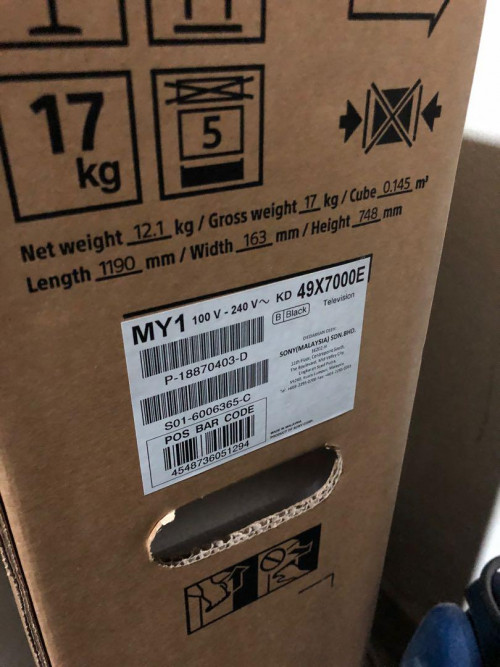 17
kg
5
Net weight 12.1 kg / Gross weight 17 kg / Cube 0.145 m³
Length 1190 mm / Width 163 mm / Height 748 mm
MY1 100 V - 240 V~ KD 49X7000E
B Black Television
P-18870403-D
SONY(MALAYSIA) SDN.BHD.
S01-6006365-C
POS BAR CODE
4548736051294